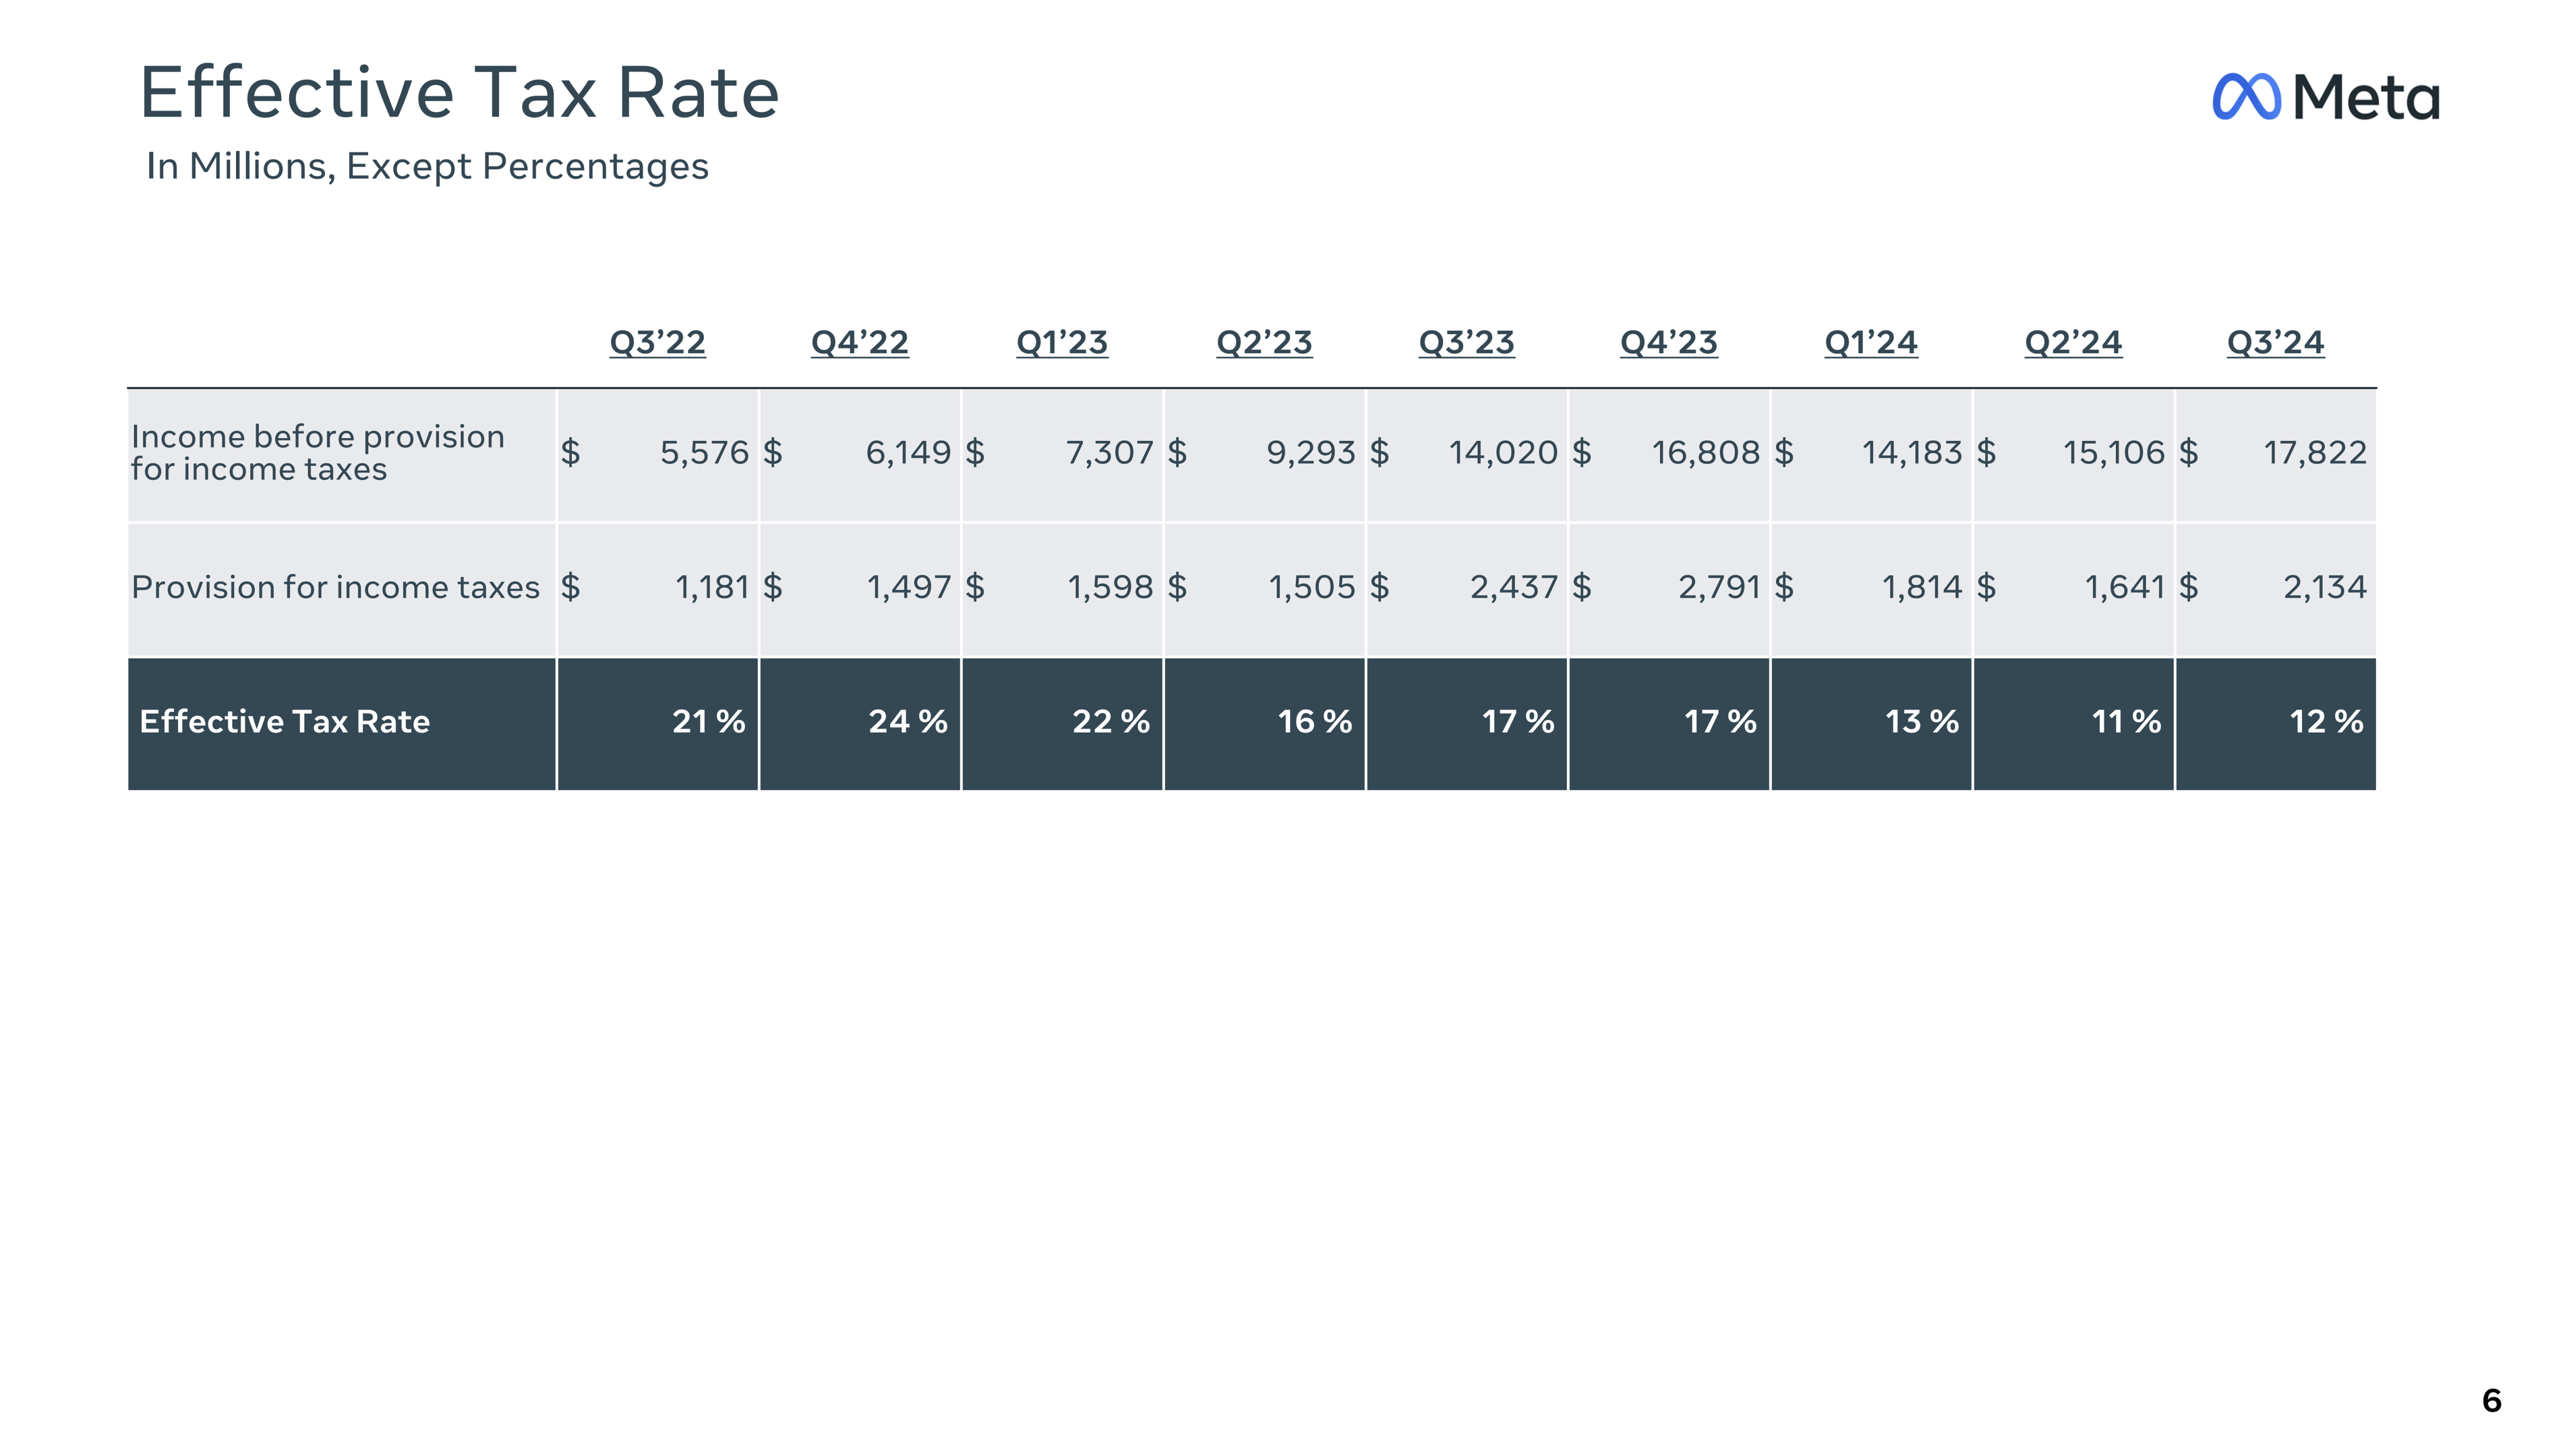 Effective Tax Rate
Meta
In Millions, Except Percentages
Q3’22 Q4’22 Q1’23 Q2’23 Q3’23 Q4’23 Q1’24 Q2’24 Q3’24
Income before provision
for income taxes
$ 5,576 $ 6,149 $ 7,307 $ 9,293 $ 14,020 $ 16,808 $ 14,183 $ 15,106 $ 17,822
Provision for income taxes $ 1,181 $ 1,497 $ 1,598 $ 1,505 $ 2,437 $ 2,791 $ 1,814 $ 1,641 $ 2,134
Effective Tax Rate 21 % 24 % 22 % 16 % 17 % 17 % 13 % 11 % 12 %
6